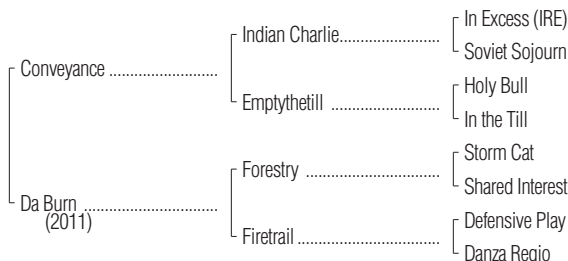 In Excess (IRE)
Indian Charlie
Soviet Sojourn
Conveyance
Holy Bull
Emptythetill
In the Till
Storm Cat
Forestry
Shared Interest
Da Burn
(2011)
Defensive Play
Firetrail
Danza Regio